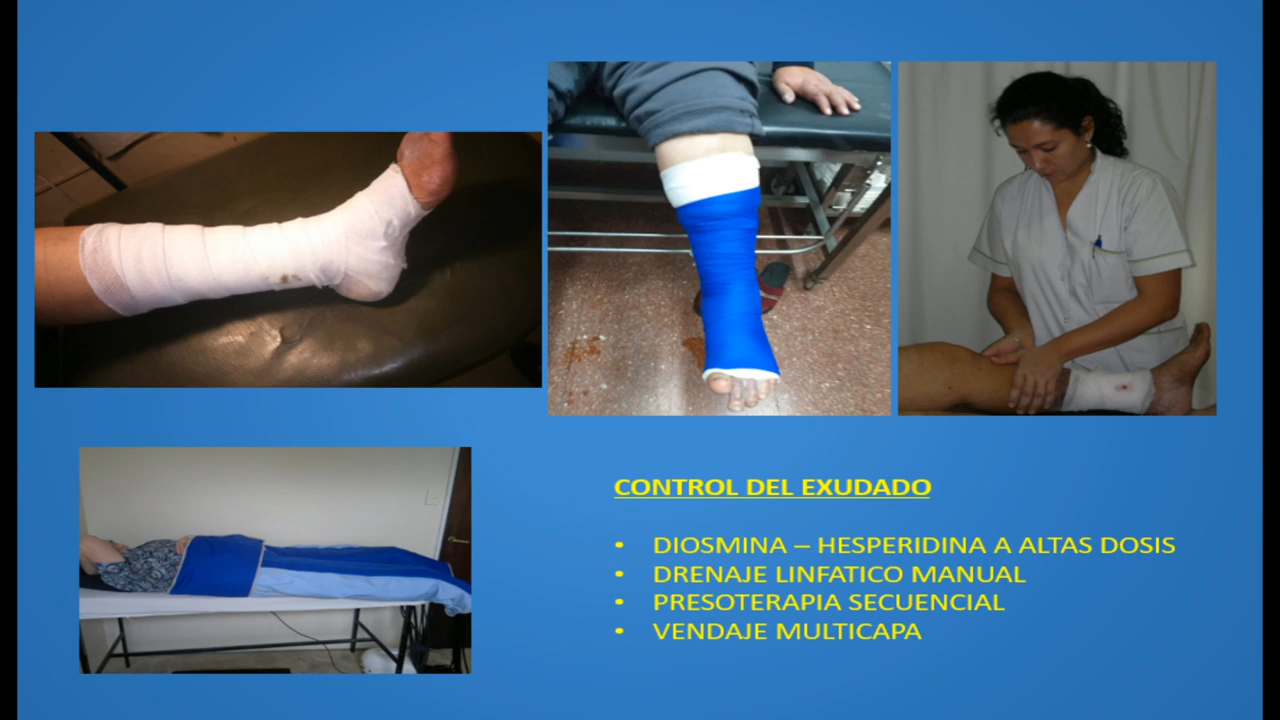 CONTROL DEL EXUDADO
• DIOSMINA – HESPERIDINA A ALTAS DOSIS
• DRENAJE LINFATICO MANUAL
• PRESOTERAPIA SECUENCIAL
• VENDAJE MULTICAPA